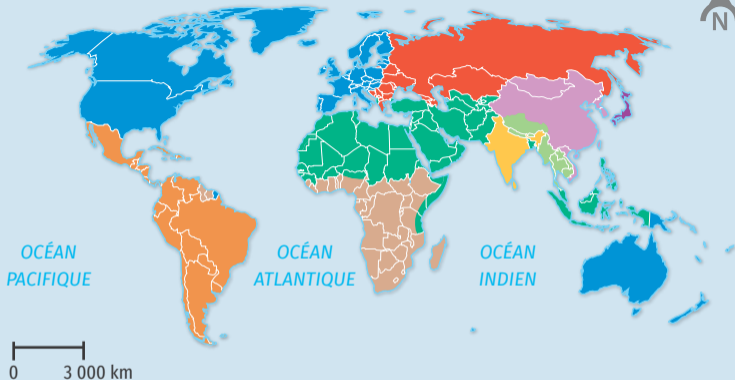 N
OCÉAN
PACIFIQUE
OCÉAN
ATLANTIQUE
OCÉAN
INDIEN
0 3 000 km